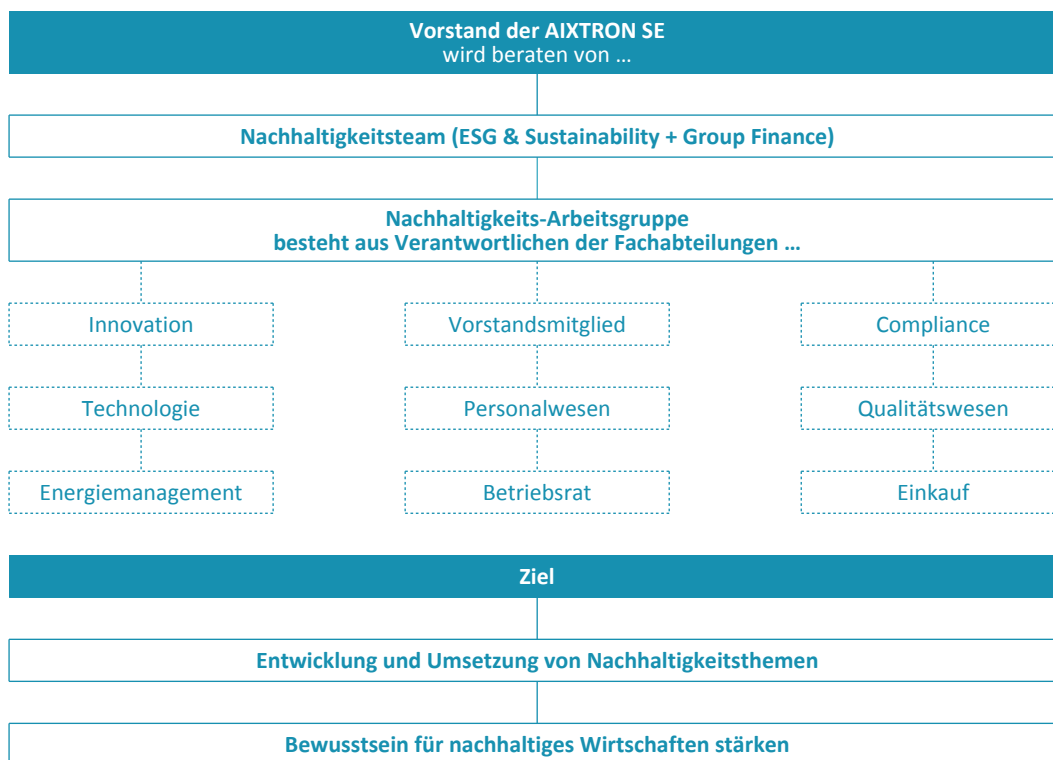 Vorstand der AIXTRON SE
wird beraten von …
Nachhaltigkeitsteam (ESG & Sustainability + Group Finance)
Nachhaltigkeits-Arbeitsgruppe
besteht aus Verantwortlichen der Fachabteilungen …
Innovation
Vorstandsmitglied
Compliance
Technologie
Personalwesen
Qualitätswesen
Energiemanagement
Betriebsrat
Einkauf
Ziel
Entwicklung und Umsetzung von Nachhaltigkeitsthemen
Bewusstsein für nachhaltiges Wirtschaften stärken